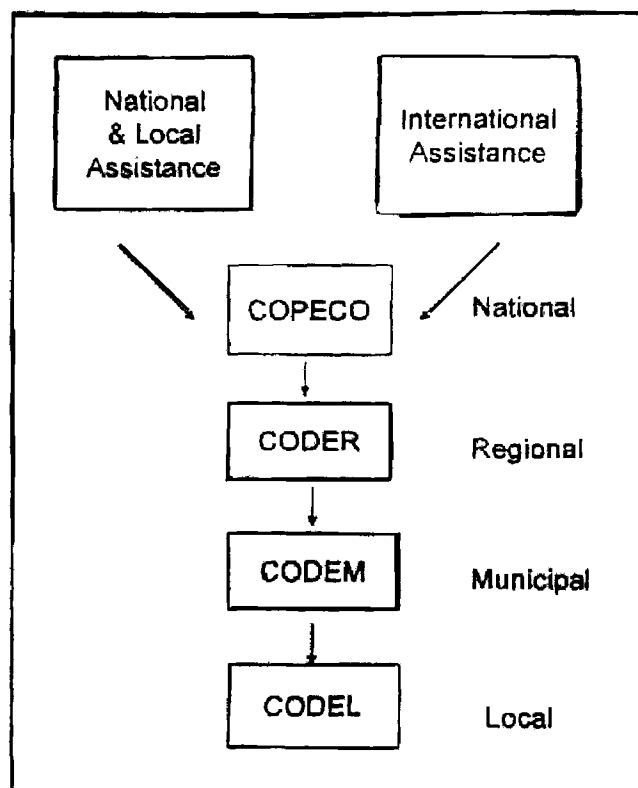 National
& Local
Assistance
International
Assistance
COPECO
National
CODER
Regional
CODEM
Municipal
CODEL
Local